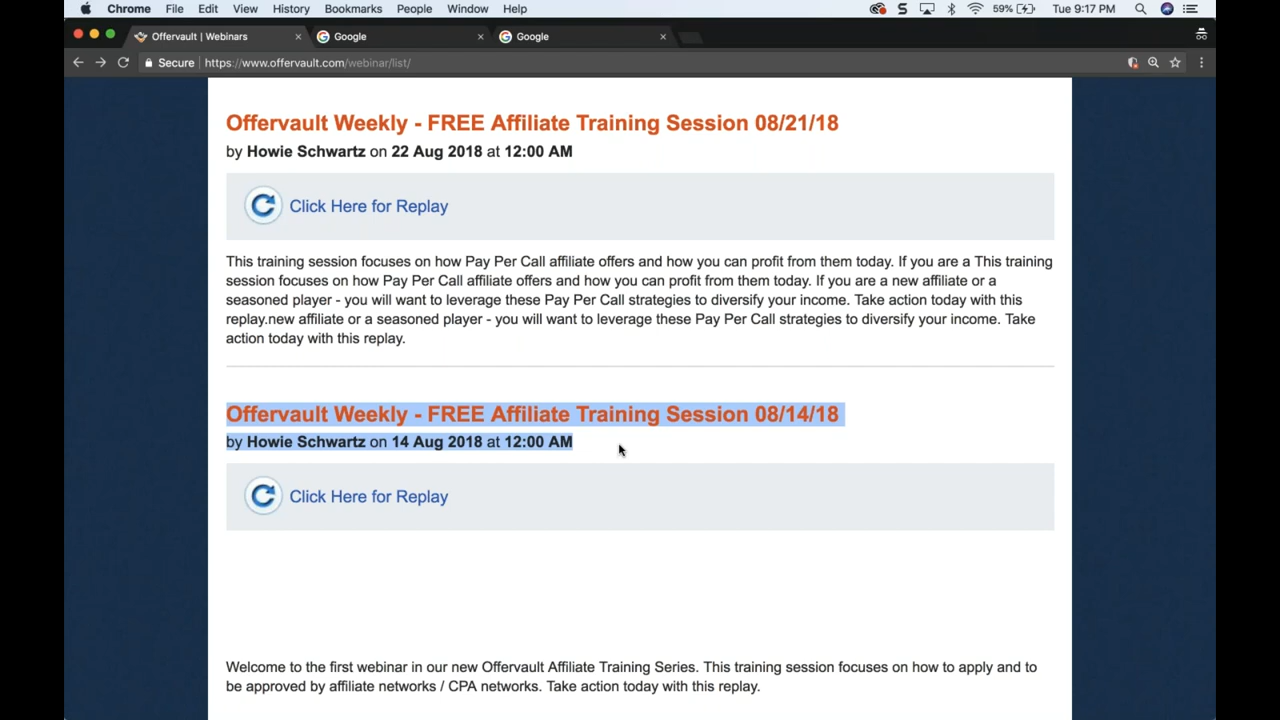 Chrome File Edit View History Bookmarks People Window Help 59% Tue 9:17 PM
Offervault | Webinars Google Google
Secure https://www.offervault.com/webinar/list/
Offervault Weekly - FREE Affiliate Training Session 08/21/18
by Howie Schwartz on 22 Aug 2018 at 12:00 AM
Click Here for Replay
This training session focuses on how Pay Per Call affiliate offers and how you can profit from them today. If you are a This training
session focuses on how Pay Per Call affiliate offers and how you can profit from them today. If you are a new affiliate or a
seasoned player - you will want to leverage these Pay Per Call strategies to diversify your income. Take action today with this
replay.new affiliate or a seasoned player - you will want to leverage these Pay Per Call strategies to diversify your income. Take
action today with this replay.
Offervault Weekly - FREE Affiliate Training Session 08/14/18
by Howie Schwartz on 14 Aug 2018 at 12:00 AM
Click Here for Replay
Welcome to the first webinar in our new Offervault Affiliate Training Series. This training session focuses on how to apply and to
be approved by affiliate networks / CPA networks. Take action today with this replay.